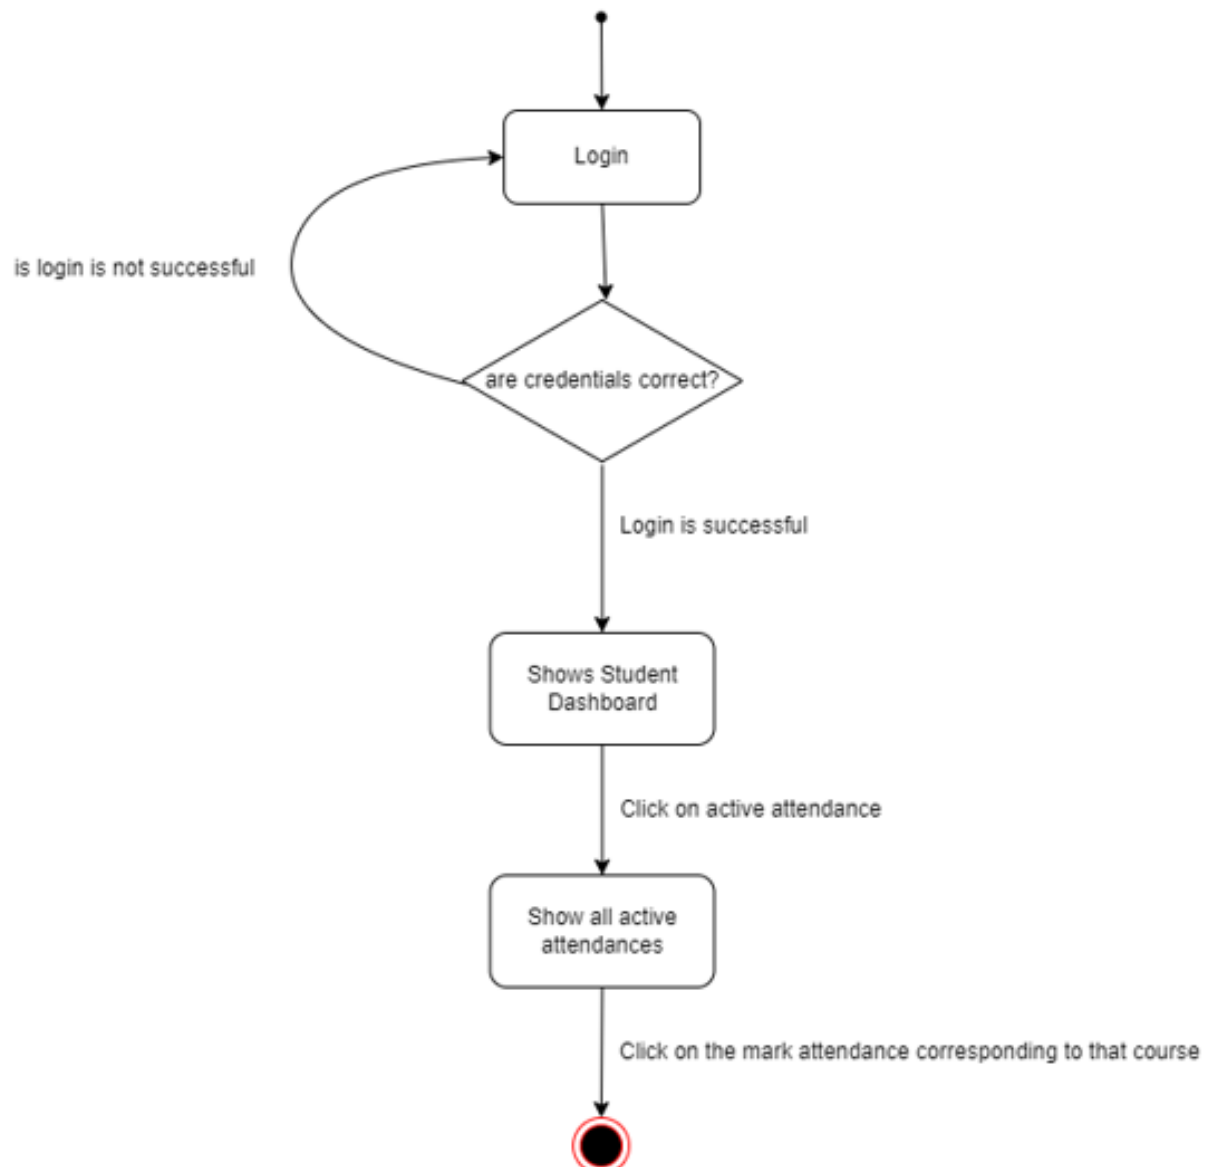 Login
is login is not successful
are credentials correct?
Login is successful
Shows Student
Dashboard
Click on active attendance
Show all active
attendances
Click on the mark attendance corresponding to that course